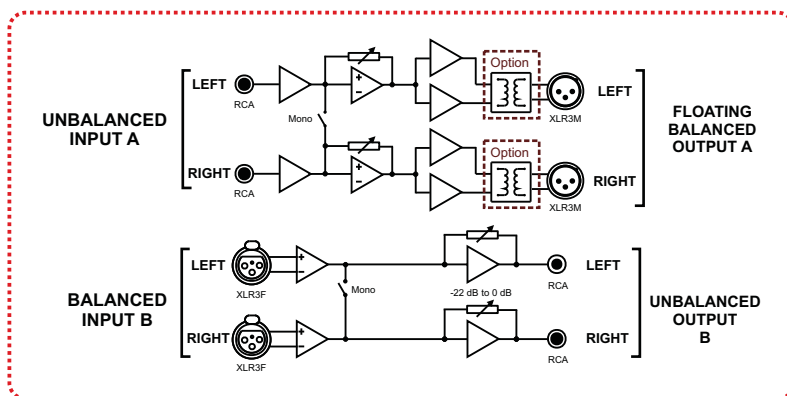 UNBALANCED
INPUT A
LEFT
RCA
Mono
RIGHT
RCA
+
−
+
−
Option
Option
XLR3M
LEFT
XLR3M
RIGHT
FLOATING
BALANCED
OUTPUT A
BALANCED
INPUT B
LEFT
XLR3F
RIGHT
XLR3F
+
−
+
−
Mono
-22 dB to 0 dB
RCA
LEFT
RCA
RIGHT
UNBALANCED
OUTPUT
B